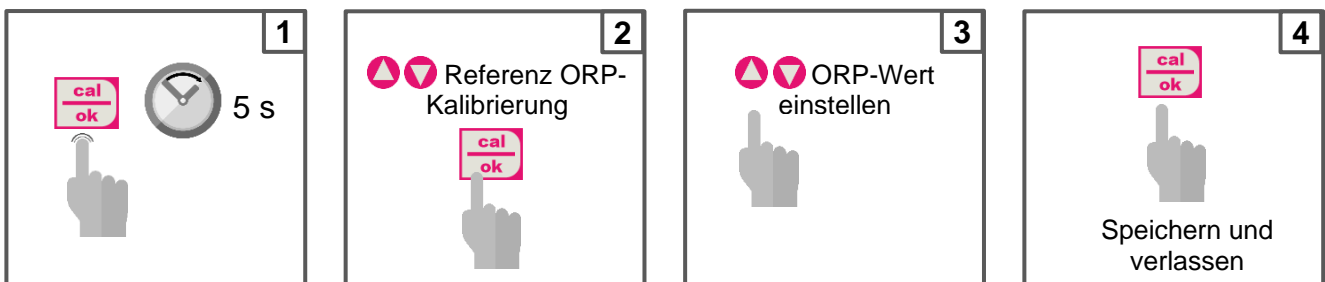 1
cal
ok
5 s
2
Referenz ORP-
Kalibrierung
cal
ok
3
ORP-Wert
einstellen
4
cal
ok
Speichern und
verlassen